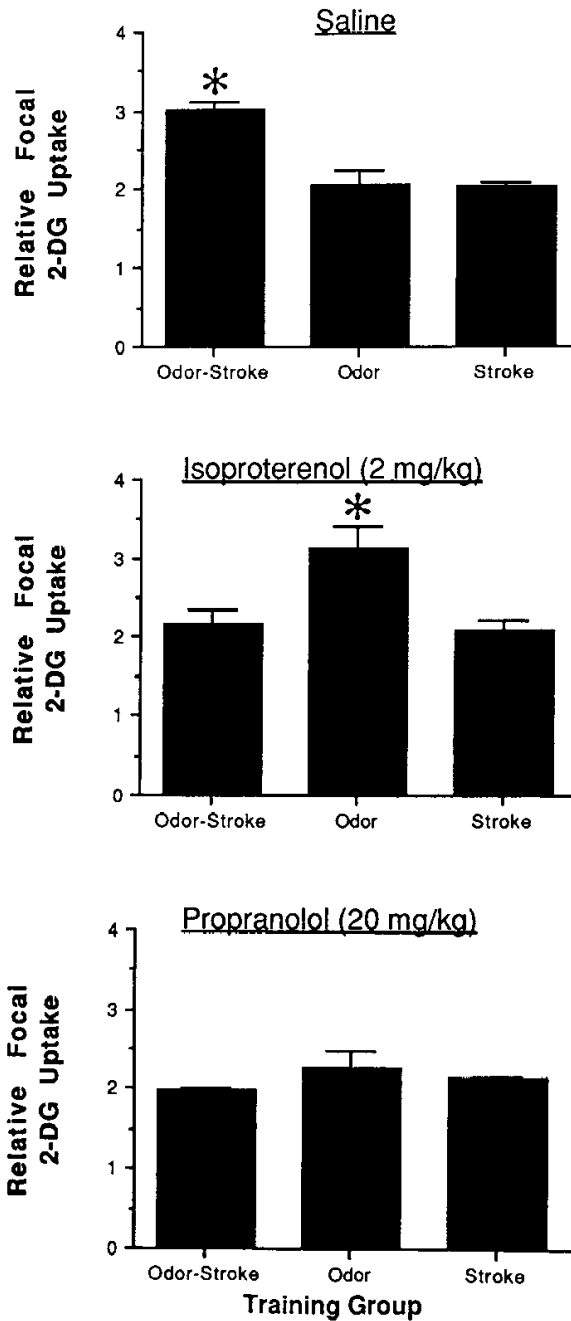 Saline
4
3
2
1
0
Relative Focal
2-DG Uptake
*
Odor-Stroke Odor Stroke
Isoproterenol (2 mg/kg)
4
3
2
1
0
Relative Focal
2-DG Uptake
*
Odor-Stroke Odor Stroke
Propranolol (20 mg/kg)
4
3
2
1
0
Relative Focal
2-DG Uptake
Odor-Stroke Odor Stroke
Training Group